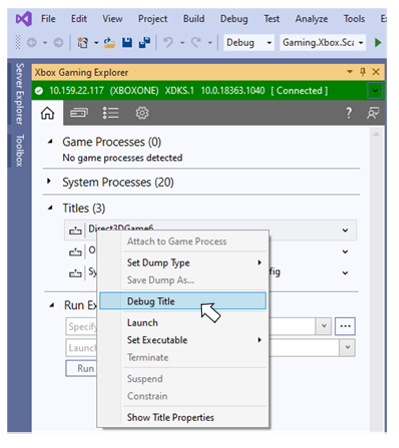 File Edit View Project Build Debug Test Analyze Tools
Debug Gaming.Xbox.Sca
Server Explorer
Toolbox
Xbox Gaming Explorer
10.159.22.117 (XBOXONE) XDKS.1 10.0.18363.1040 [ Connected ]
?
Game Processes (0)
No game processes detected
System Processes (20)
Titles (3)
Direct3DGame6
Attach to Game Process
Set Dump Type
Save Dump As...
Debug Title
Launch
Set Executable
Terminate
Suspend
Constrain
Show Title Properties
O
Sy
fig
Run Ex
Specify
...
Launch
Run